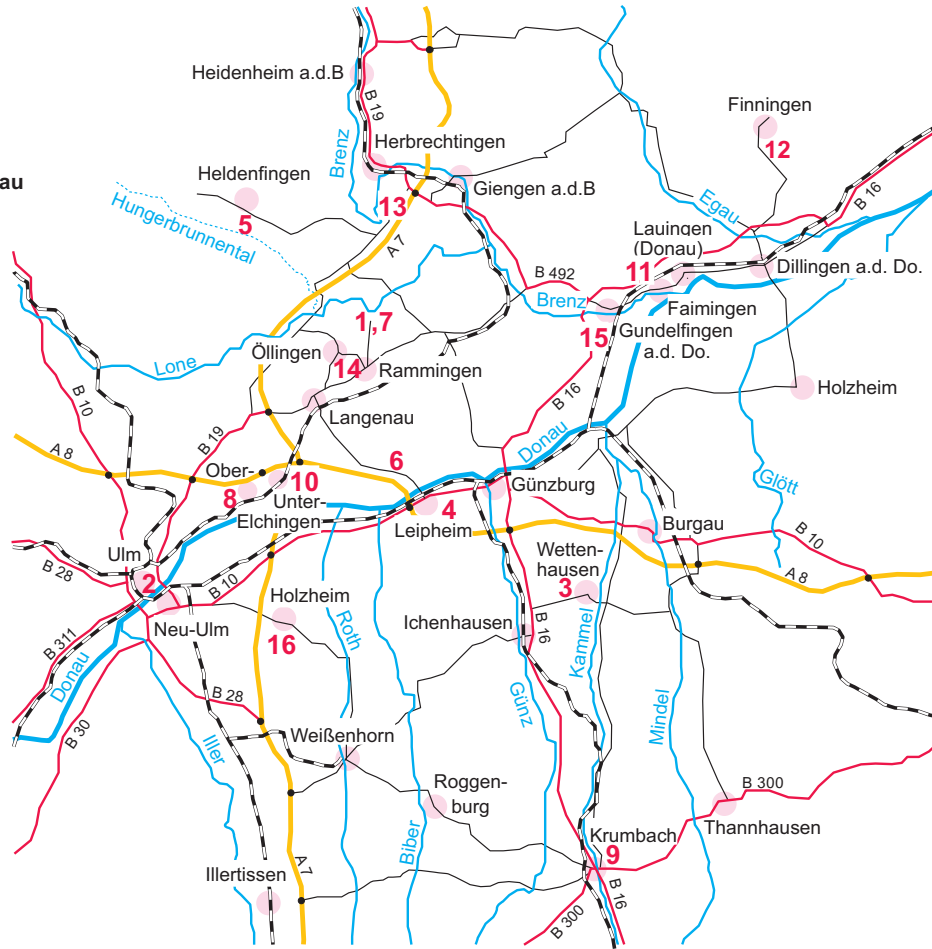 Heidenheim a.d.B
B 19
Finningen
12
Herbrechtingen
Brenz
au
Heldenfingen
Giengen a.d.B
B 16
5
13
Egau
Hungerbrunnental
A 7
Lauingen
(Donau)
11
Dillingen a.d. Do.
B 492
Brenz
Faimingen
1,7
15
Gundelfingen
a.d. Do.
Öllingen
14
Lone
Rammingen
B 10
B 16
Holzheim
Langenau
B 19
Donau
A 8
Ober-
6
10
8
Unter-
Elchingen
4
Günzburg
Glött
Leipheim
Burgau
B 10
Ulm
Wetten-
hausen
B 28
2
B 10
3
A 8
Holzheim
Neu-Ulm
16
Roth
Ichenhausen
B 16
Kammel
B 311
Donau
B 28
Günz
Mindel
B 30
Iller
Weißenhorn
Roggen-
burg
B 300
Thannhausen
Biber
Krumbach
9
A 7
Illertissen
B 16
B 300